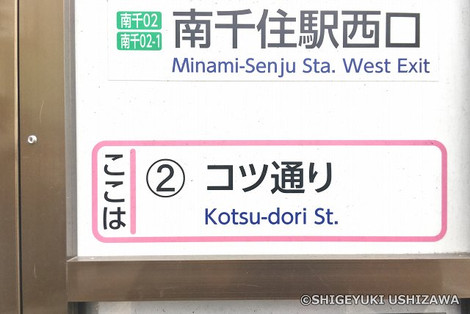 南千02
南千02-1
南千住駅西口
Minami-Senju Sta. West Exit
ここは
② コツ通り
Kotsu-dori St.
©SHIGEYUKI USHIZAWA